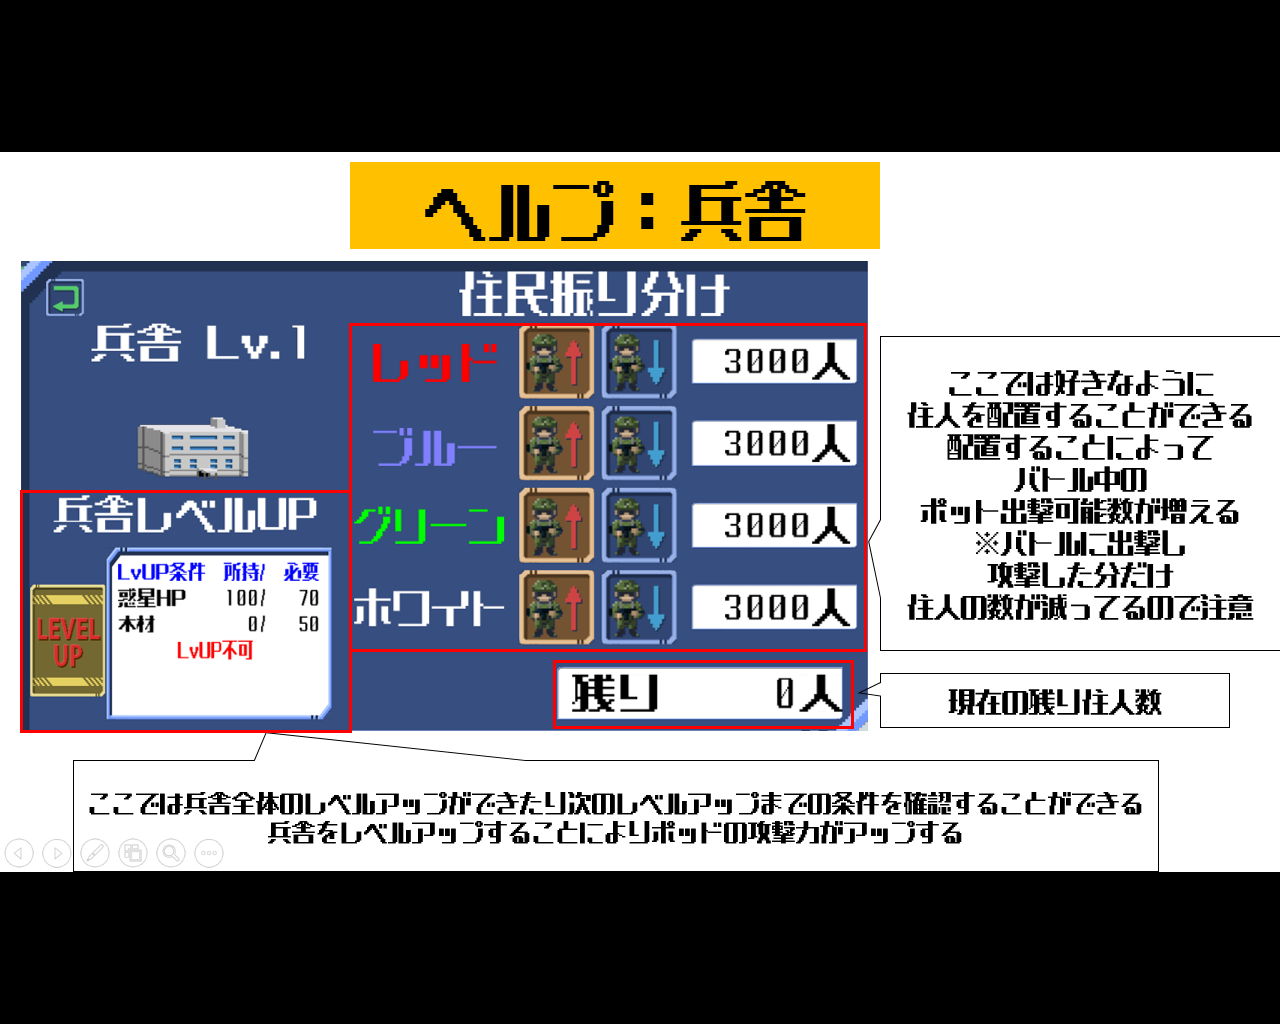 ヘルプ：兵舎
住民振り分け
兵舎 Lv.1
レッド 3000人
ブルー 3000人
グリーン 3000人
ホワイト 3000人
残り 0人
兵舎レベルUP
LEVEL
UP
LvUP条件 所持/ 必要
惑星HP 100/ 70
木材 0/ 50
LvUP不可
ここでは好きなように
住人を配置することができる
配置することによって
バトル中の
ポット出撃可能数が増える
※バトルに出撃し
攻撃した分だけ
住人の数が減ってるので注意
現在の残り住人数
ここでは兵舎全体のレベルアップができたり次のレベルアップまでの条件を確認することができる
兵舎をレベルアップすることによりポッドの攻撃力がアップする